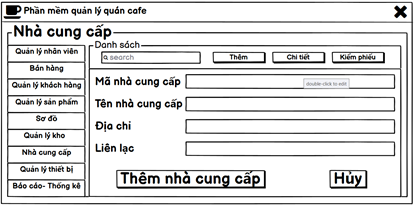 Phần mềm quản lý quán cafe
Nhà cung cấp
Quản lý nhân viên
Bán hàng
Quản lý khách hàng
Quản lý sản phẩm
Sơ đồ
Quản lý kho
Nhà cung cấp
Quản lý thiết bị
Báo cáo- Thống kê
Danh sách
search
Thêm
Chi tiết
Kiểm phiếu
Mã nhà cung cấp
double-click to edit
Tên nhà cung cấp
Địa chỉ
Liên lạc
Thêm nhà cung cấp
Hủy